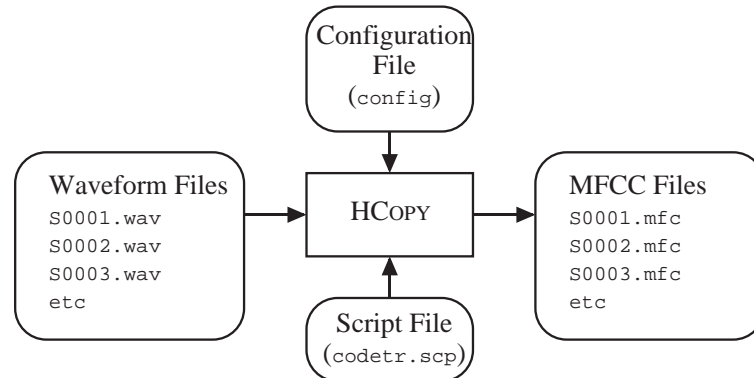 Configuration
File
(config)
Waveform Files
S0001.wav
S0002.wav
S0003.wav
etc
HCOPY
MFCC Files
S0001.mfc
S0002.mfc
S0003.mfc
etc
Script File
(codetr.scp)